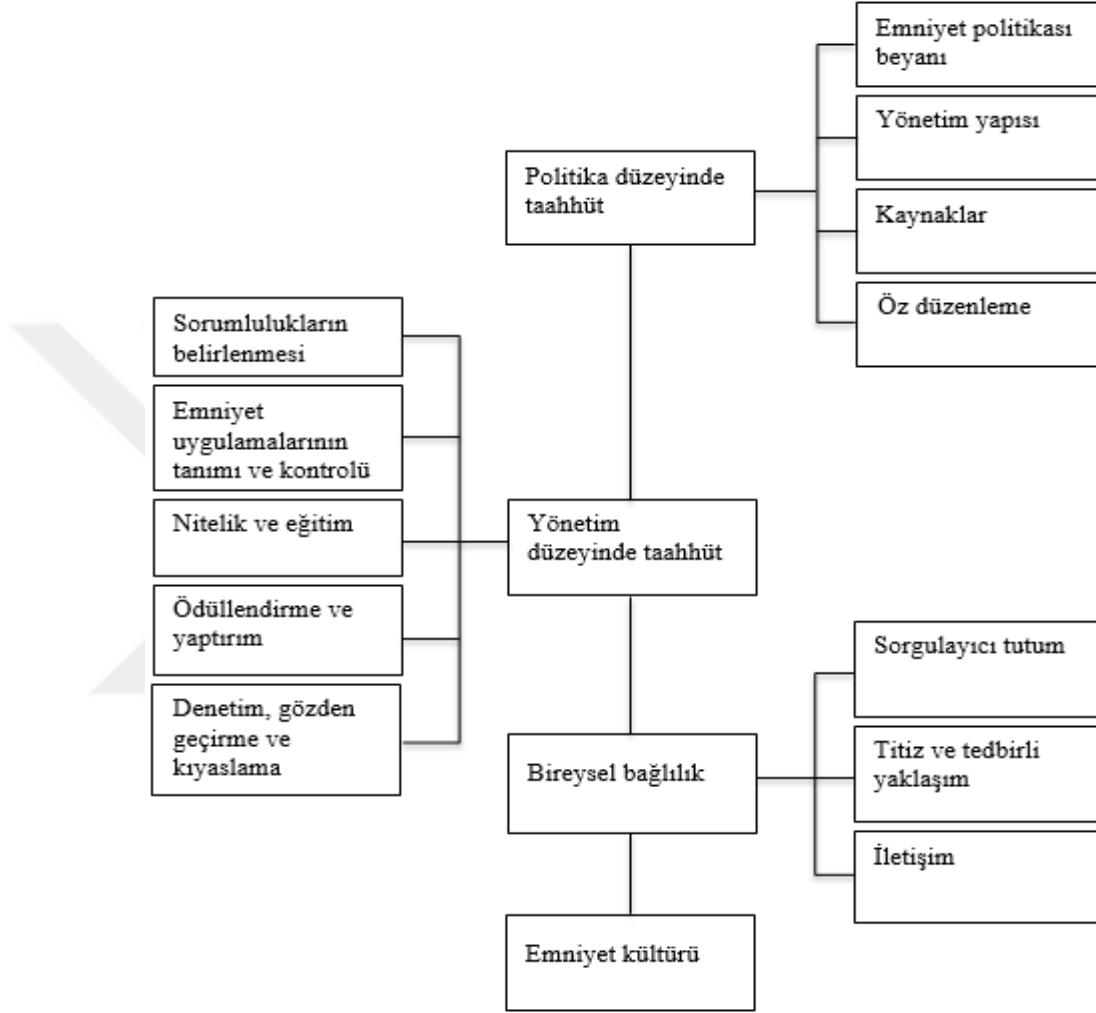 Emniyet politikası
beyanı
Yönetim yapısı
Politika düzeyinde
taahhüt
Kaynaklar
Öz düzenleme
Sorumlulukların
belirlenmesi
Emniyet
uygulamalarının
tanımı ve kontrolü
Nitelik ve eğitim
Yönetim
düzeyinde taahhüt
Ödüllendirme ve
yaptırım
Denetim, gözden
geçirme ve
kıyaslama
Sorgulayıcı tutum
Bireysel bağlılık
Titiz ve tedbirli
yaklaşım
İletişim
Emniyet kültürü